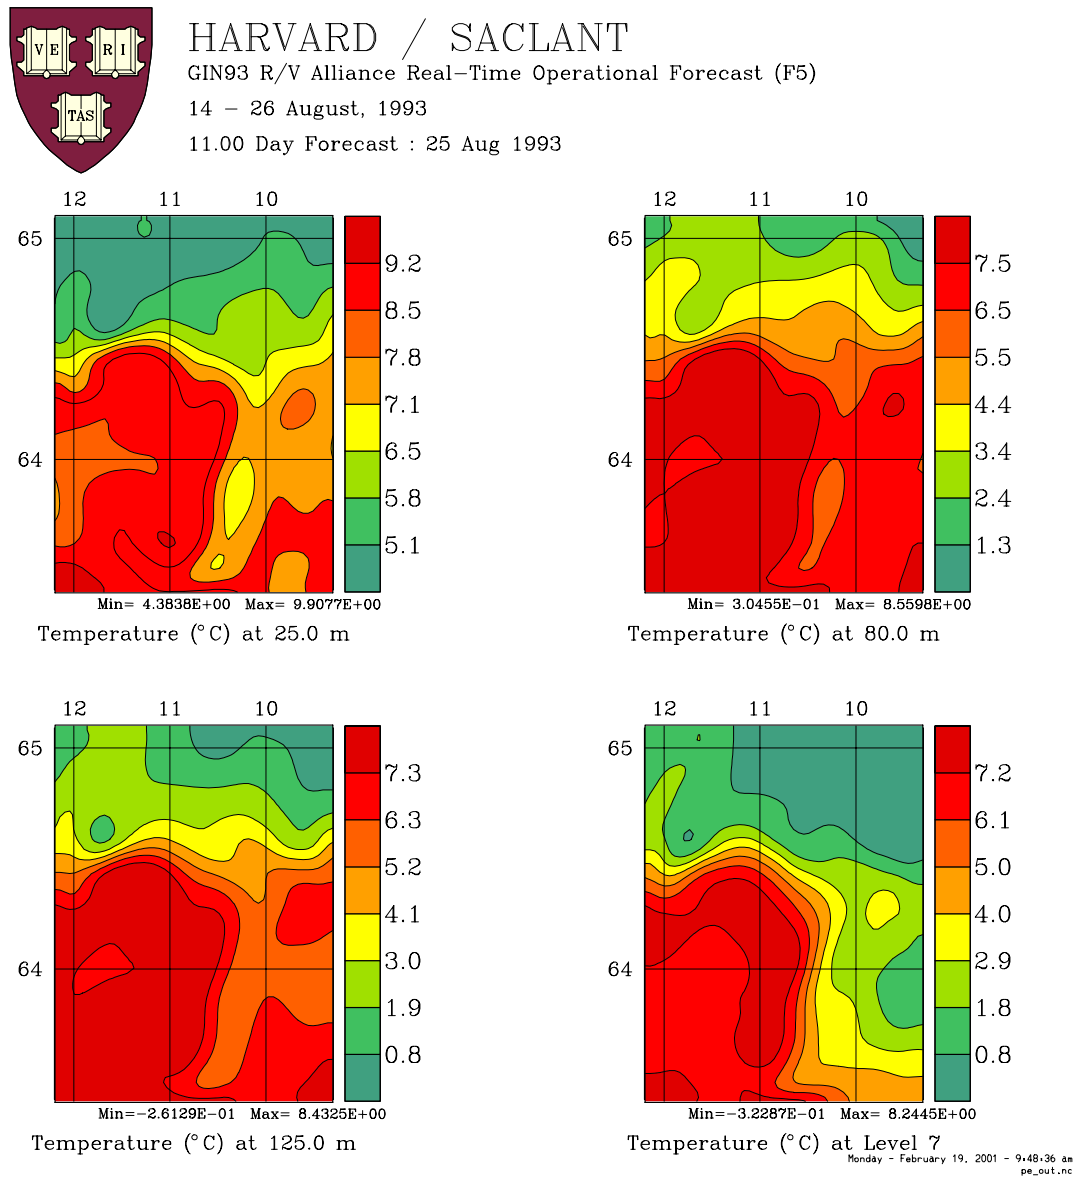 VE RI
TAS
HARVARD / SACLANT
GIN93 R/V Alliance Real-Time Operational Forecast (F5)
14 - 26 August, 1993
11.00 Day Forecast : 25 Aug 1993
12 11 10
65
64
9.2
8.5
7.8
7.1
6.5
5.8
5.1
Min= 4.3838E+00 Max= 9.9077E+00
Temperature (°C) at 25.0 m
12 11 10
65
64
7.5
6.5
5.5
4.4
3.4
2.4
1.3
Min= 3.0455E-01 Max= 8.5598E+00
Temperature (°C) at 80.0 m
12 11 10
65
64
7.3
6.3
5.2
4.1
3.0
1.9
0.8
Min=-2.6129E-01 Max= 8.4325E+00
Temperature (°C) at 125.0 m
12 11 10
65
64
7.2
6.1
5.0
4.0
2.9
1.8
0.8
Min=-3.2287E-01 Max= 8.2445E+00
Temperature (°C) at Level 7
Monday - February 19, 2001 - 9:48:36 am
pe_out.nc